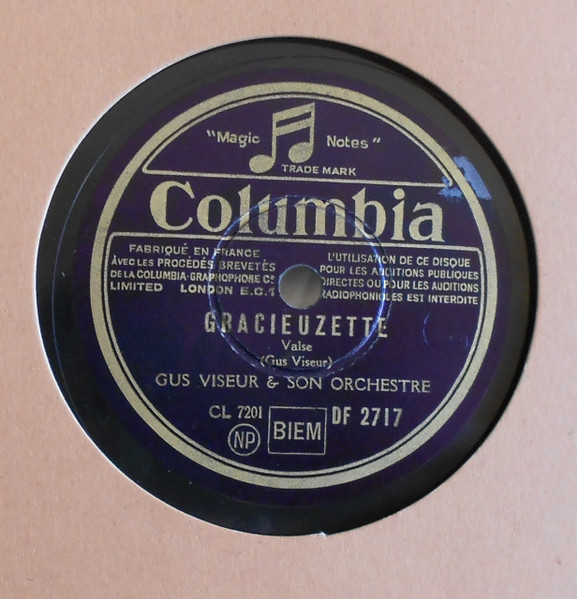 "Magic Notes"
TRADE MARK
Columbia
FABRIQUÉ EN FRANCE
AVEC LES PROCÉDÉS BREVETÉS
DE LA COLUMBIA-GRAPHOPHONE Co
LIMITED LONDON E.C.1
L'UTILISATION DE CE DISQUE
POUR LES AUDITIONS PUBLIQUES
DIRECTES OU POUR LES AUDITIONS
RADIOPHONIQUES EST INTERDITE
GRACIEUZETTE
Valse
(Gus Viseur)
GUS VISEUR & SON ORCHESTRE
CL 7201 BIEM DF 2717
NP